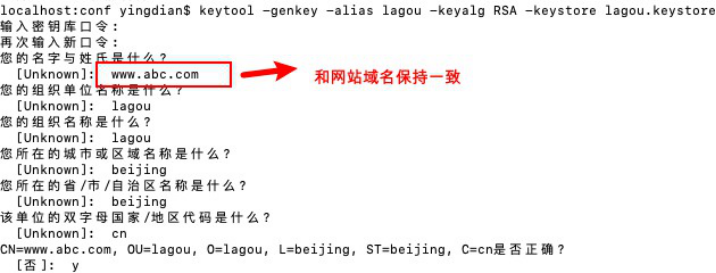 localhost:conf yingdian$ keytool -genkey -alias lagou -keyalg RSA -keystore lagou.keystore
输入密钥库口令:
再次输入新口令:
您的名字与姓氏是什么?
[Unknown]: www.abc.com
和网站域名保持一致
您的组织单位名称是什么?
[Unknown]: lagou
您的组织名称是什么?
[Unknown]: lagou
您所在的城市或区域名称是什么?
[Unknown]: beijing
您所在的省/市/自治区名称是什么?
[Unknown]: beijing
该单位的双字母国家/地区代码是什么?
[Unknown]: cn
CN=www.abc.com, OU=lagou, O=lagou, L=beijing, ST=beijing, C=cn是否正确?
[否]: y